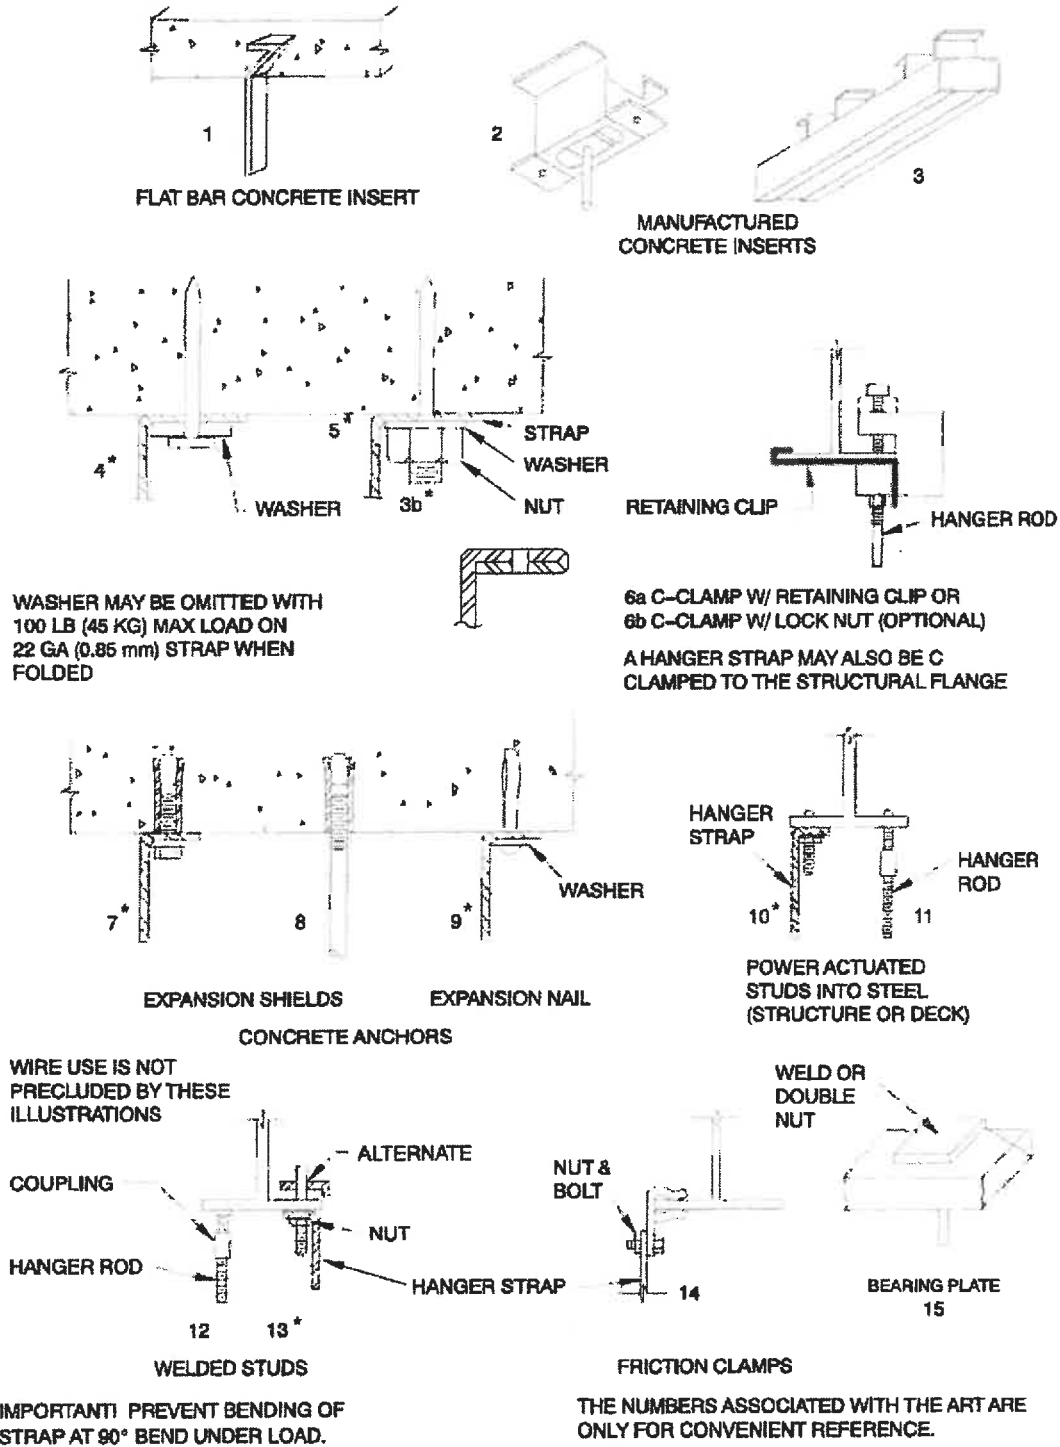 1
FLAT BAR CONCRETE INSERT
2
3
MANUFACTURED
CONCRETE INSERTS
4*
WASHER
5*
STRAP
WASHER
3b*
NUT
RETAINING CLIP
HANGER ROD
WASHER MAY BE OMITTED WITH
100 LB (45 KG) MAX LOAD ON
22 GA (0.85 mm) STRAP WHEN
FOLDED
6a C-CLAMP W/ RETAINING CLIP OR
6b C-CLAMP W/ LOCK NUT (OPTIONAL)
A HANGER STRAP MAY ALSO BE C
CLAMPED TO THE STRUCTURAL FLANGE
7*
8
9*
WASHER
EXPANSION SHIELDS
EXPANSION NAIL
CONCRETE ANCHORS
HANGER
STRAP
HANGER
ROD
10*
11
POWER ACTUATED
STUDS INTO STEEL
(STRUCTURE OR DECK)
WIRE USE IS NOT
PRECLUDED BY THESE
ILLUSTRATIONS
COUPLING
ALTERNATE
NUT
HANGER ROD
HANGER STRAP
12
13*
WELDED STUDS
NUT &
BOLT
14
FRICTION CLAMPS
WELD OR
DOUBLE
NUT
BEARING PLATE
15
IMPORTANT! PREVENT BENDING OF
STRAP AT 90° BEND UNDER LOAD.
THE NUMBERS ASSOCIATED WITH THE ART ARE
ONLY FOR CONVENIENT REFERENCE.